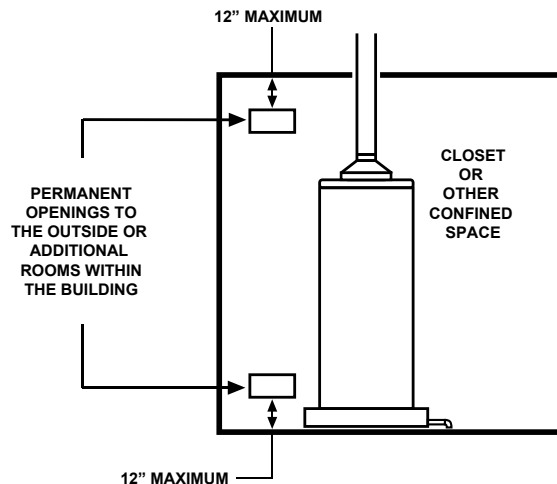 12” MAXIMUM
CLOSET
OR
OTHER
CONFINED
SPACE
PERMANENT
OPENINGS TO
THE OUTSIDE OR
ADDITIONAL
ROOMS WITHIN
THE BUILDING
12” MAXIMUM